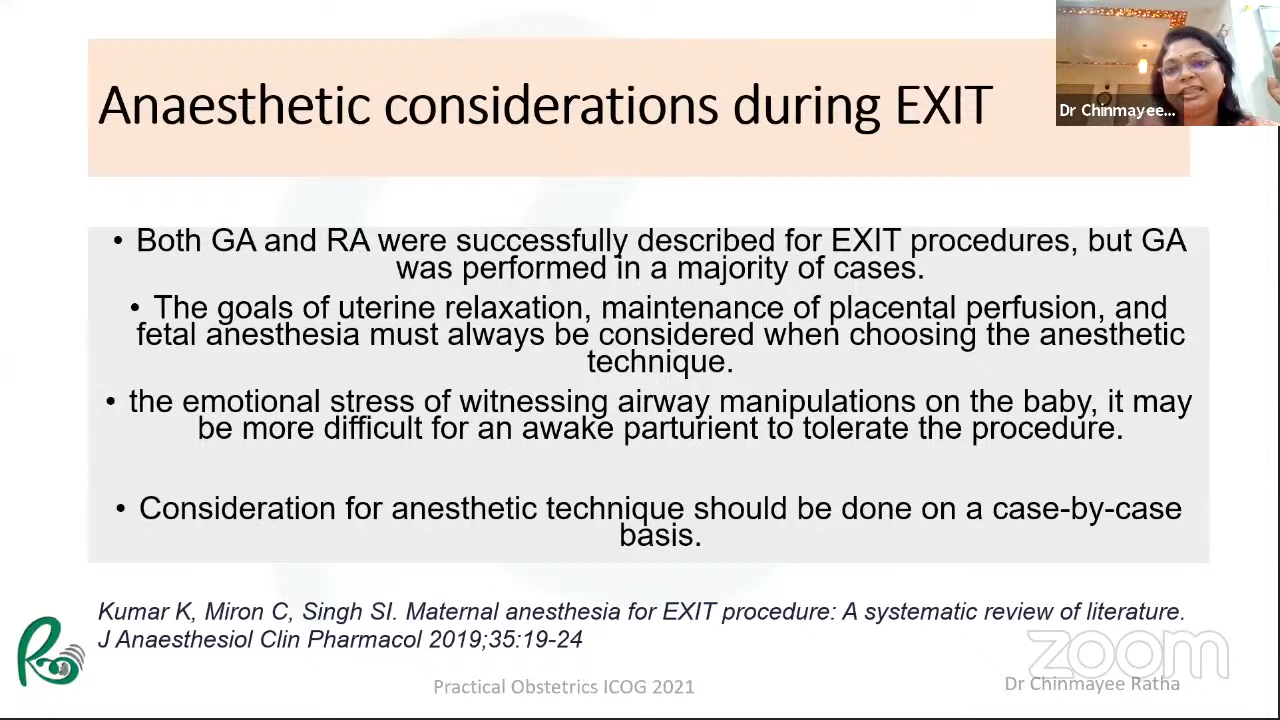 Anaesthetic considerations during EXIT
Dr Chinmayee...
• Both GA and RA were successfully described for EXIT procedures, but GA
was performed in a majority of cases.
• The goals of uterine relaxation, maintenance of placental perfusion, and
fetal anesthesia must always be considered when choosing the anesthetic
technique.
• the emotional stress of witnessing airway manipulations on the baby, it may
be more difficult for an awake parturient to tolerate the procedure.
• Consideration for anesthetic technique should be done on a case-by-case
basis.
Kumar K, Miron C, Singh SI. Maternal anesthesia for EXIT procedure: A systematic review of literature.
J Anaesthesiol Clin Pharmacol 2019;35:19-24
zoom
Practical Obstetrics ICOG 2021
Dr Chinmayee Ratha